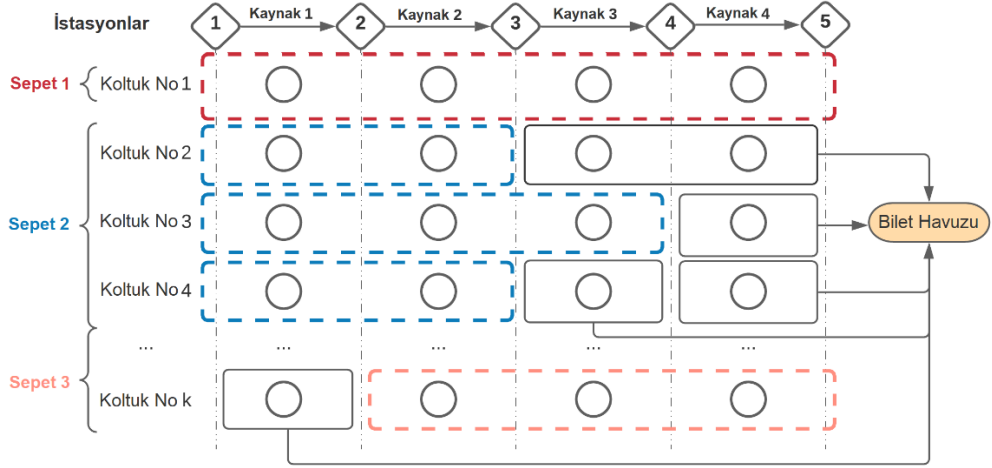 İstasyonlar 1 Kaynak 1 2 Kaynak 2 3 Kaynak 3 4 Kaynak 4 5
Sepet 1 Koltuk No 1
Koltuk No 2
Sepet 2 Koltuk No 3 Bilet Havuzu
Koltuk No 4
... ... ... ... ...
Sepet 3
Koltuk No k